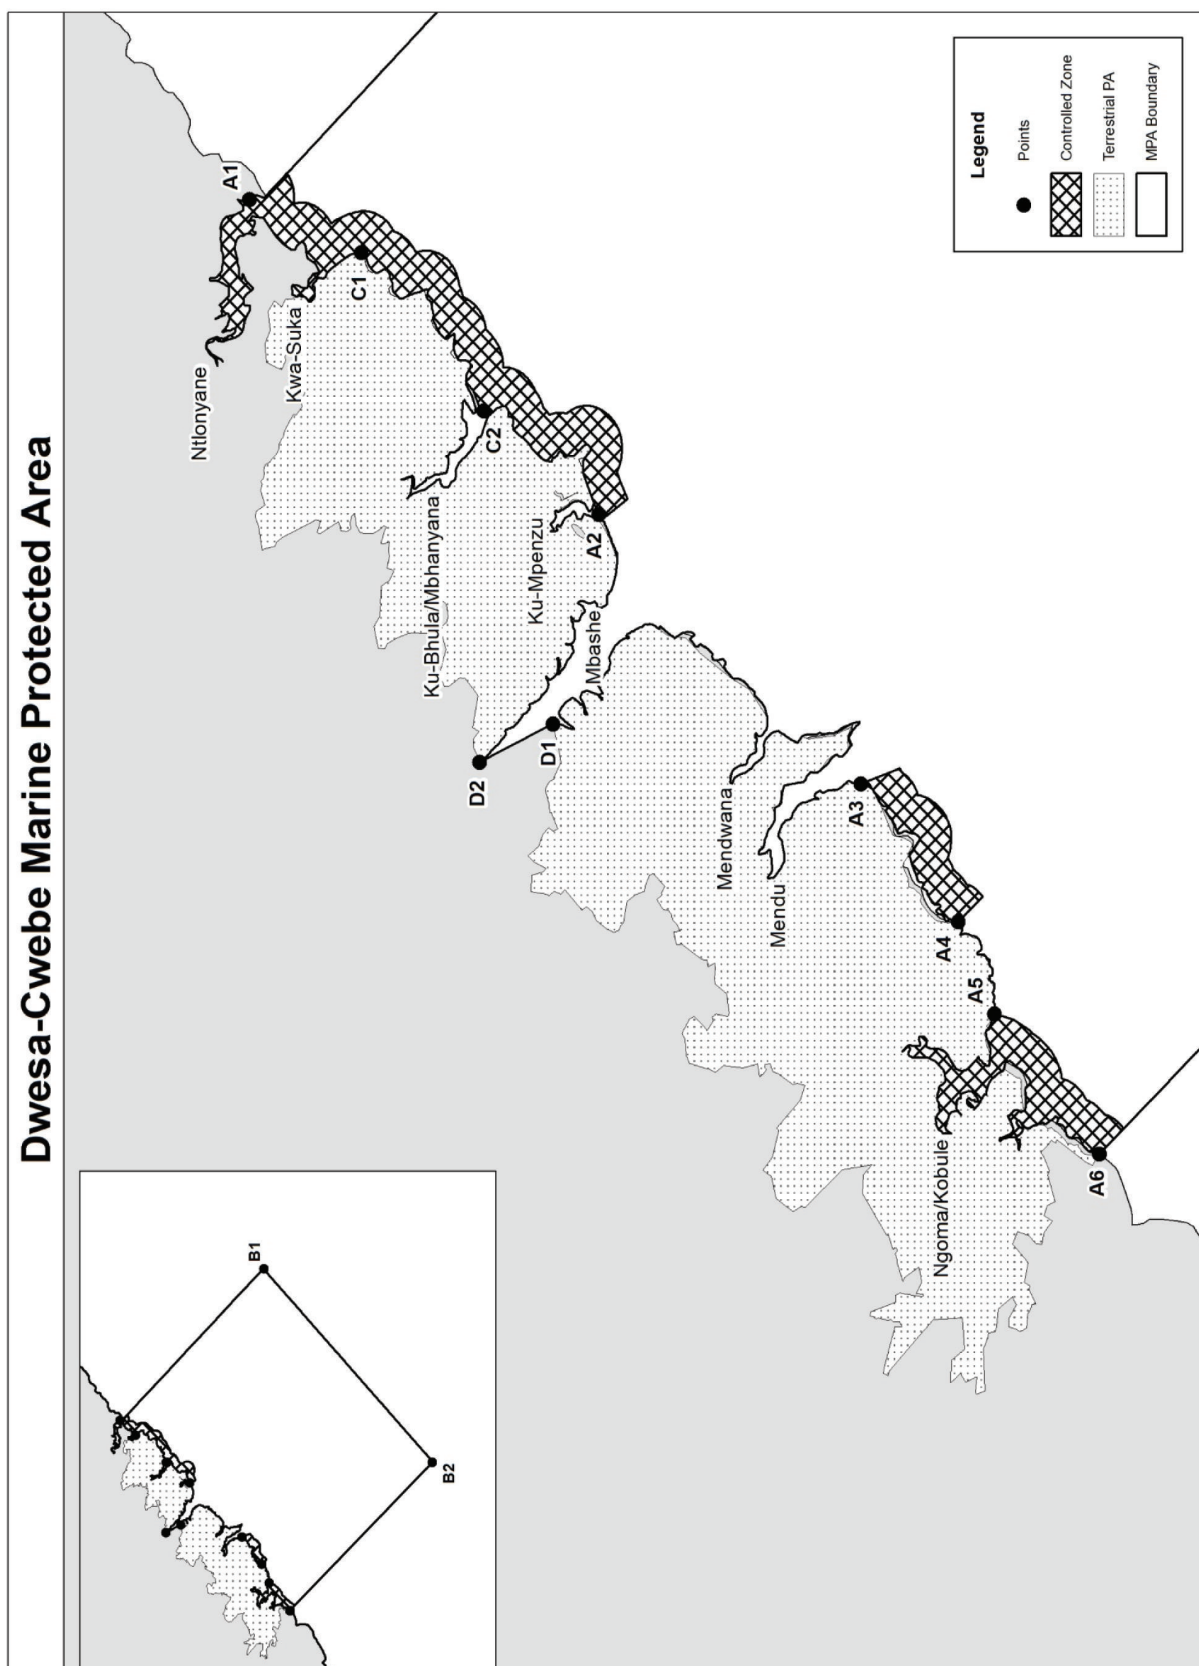 Dwesa-Cwebe Marine Protected Area
Legend
Points
Controlled Zone
Terrestrial PA
MPA Boundary
A1
Ntlonyane
Kwa-Suka
C1
C2
Ku-Bhula/Mbhanyana
Ku-Mpenzu
A2
Mbashe
D2
D1
Mendwana
A3
Mendu
A4
A5
Ngoma/Kobule
A6
B1
B2